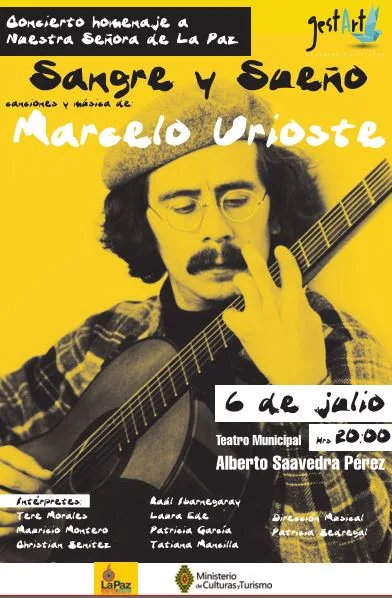 Concierto homenaje a
Nuestra Señora de La Paz
gestArt
Sangre y Sueño
canciones y música de:
Marcelo Urioste
6 de julio
Teatro Municipal Hrs 20:00
Alberto Saavedra Pérez
Intérpretes:
Tere Morales
Mauricio Montero
Christian Benitez
Raúl Ibarnegaray
Laura Ede
Patricia García
Tatiana Mancilla
Dirección Musical
Patricia Bedregal
La Paz
Ministerio
de Culturas y Turismo